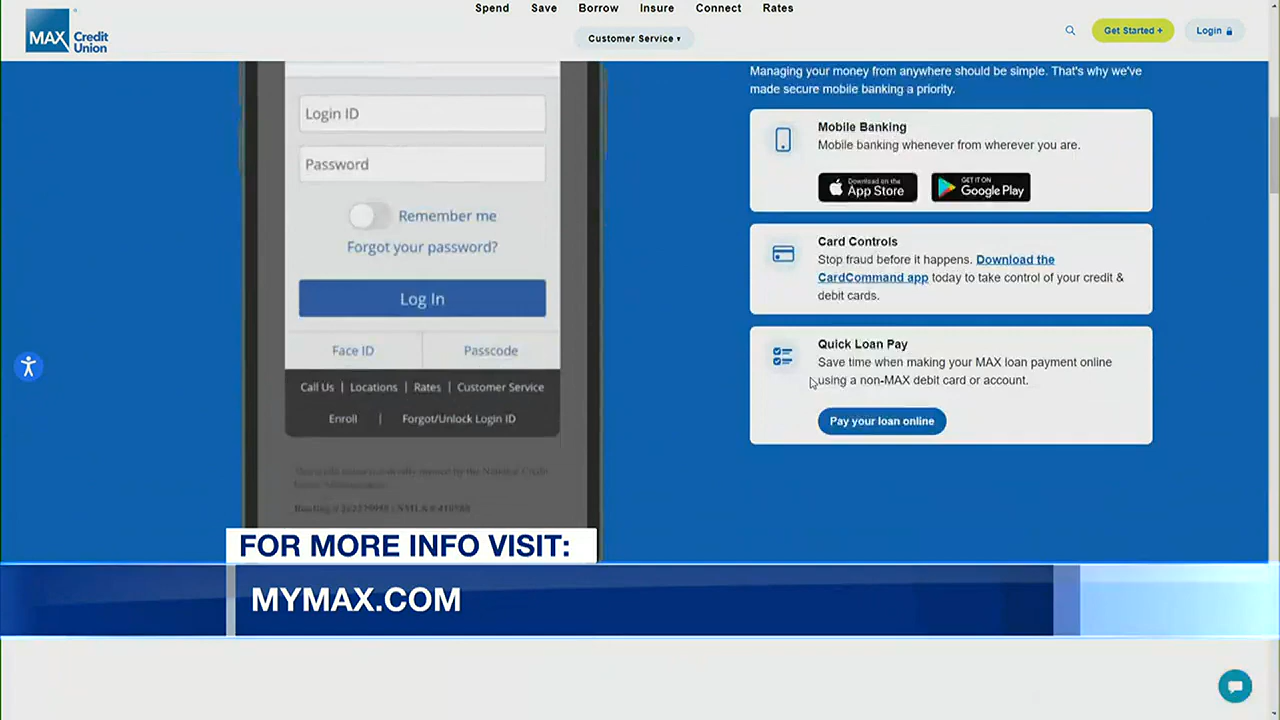 Spend Save Borrow Insure Connect Rates
MAX Credit Union
Customer Service
Get Started +
Login
Managing your money from anywhere should be simple. That's why we've
made secure mobile banking a priority.
Login ID
Password
Remember me
Forgot your password?
Log In
Face ID Passcode
Call Us | Locations | Rates | Customer Service
Enroll | Forgot/Unlock Login ID
Mobile Banking
Mobile banking whenever from wherever you are.
Download on the App Store
GET IT ON Google Play
Card Controls
Stop fraud before it happens. Download the
CardCommand app today to take control of your credit &
debit cards.
Quick Loan Pay
Save time when making your MAX loan payment online
using a non-MAX debit card or account.
Pay your loan online
FOR MORE INFO VISIT:
MYMAX.COM